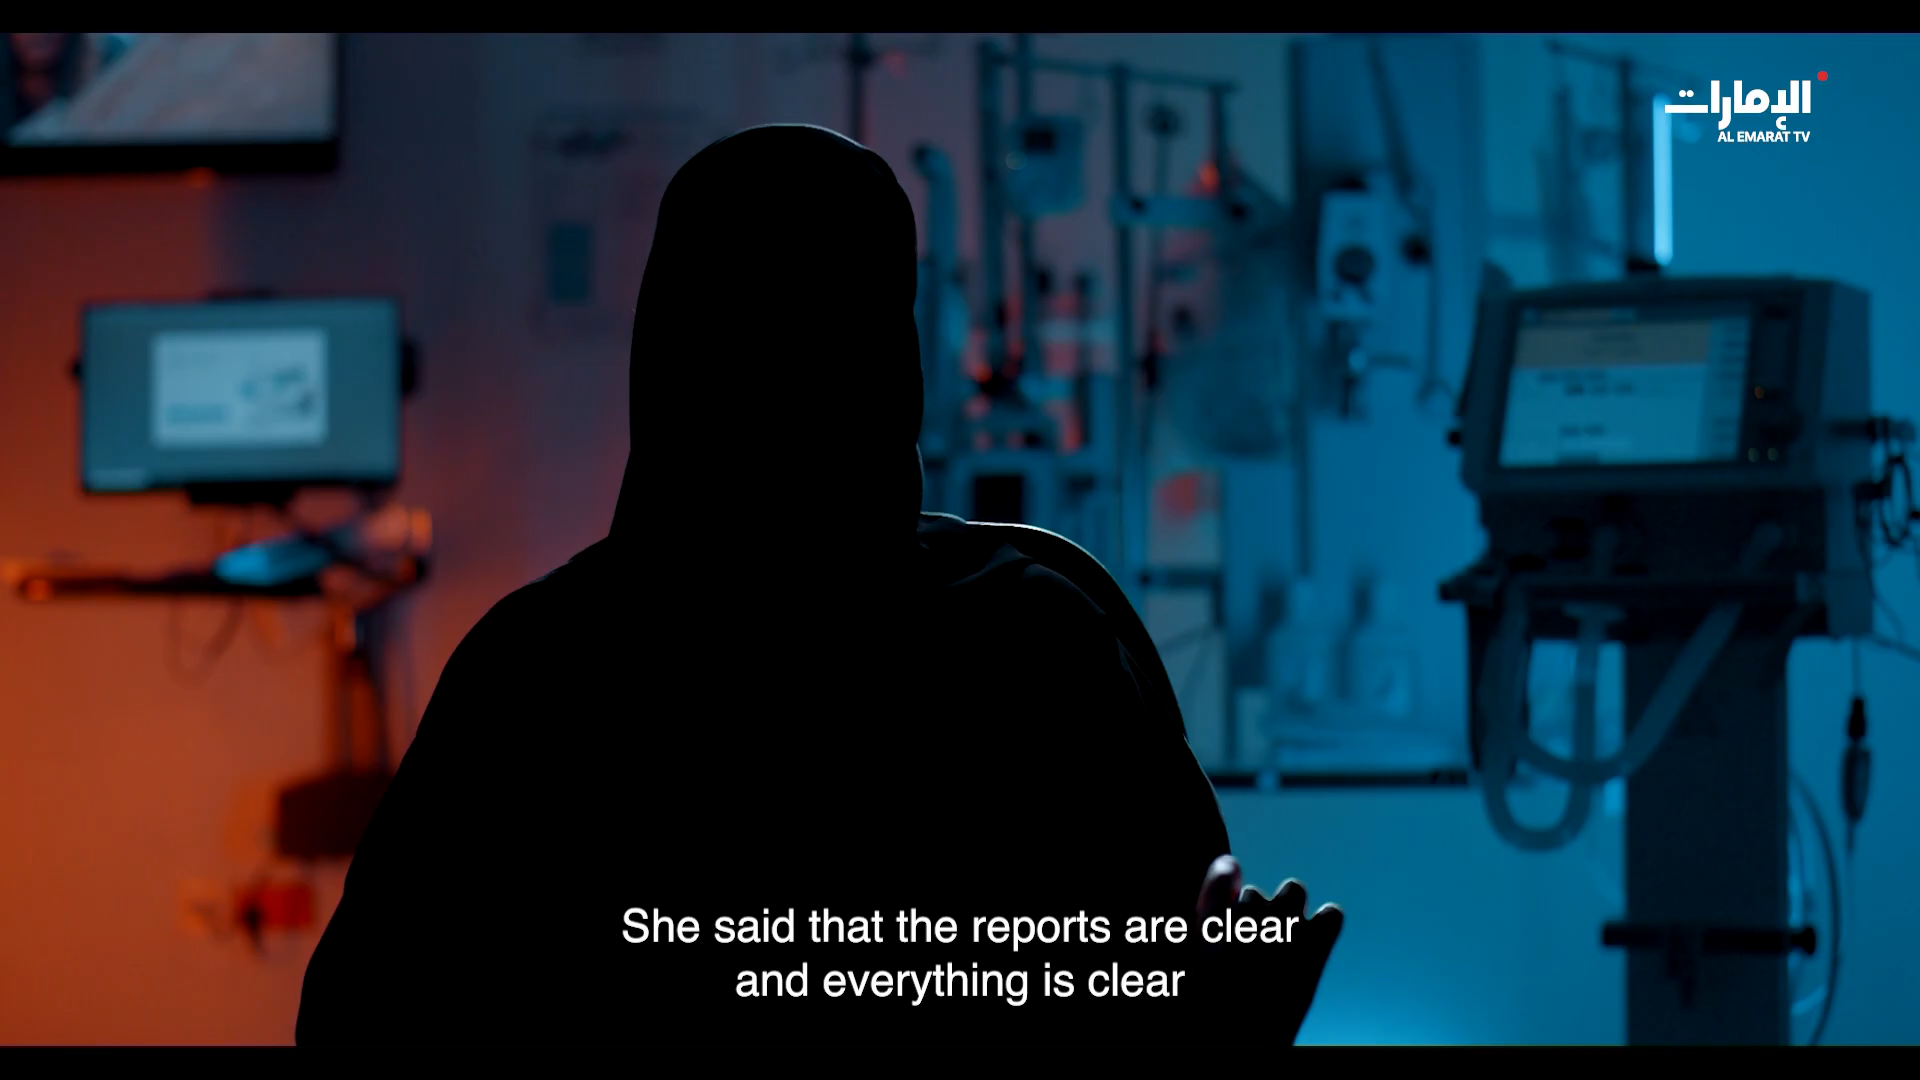 الإمارات
AL EMARAT TV
She said that the reports are clear
and everything is clear